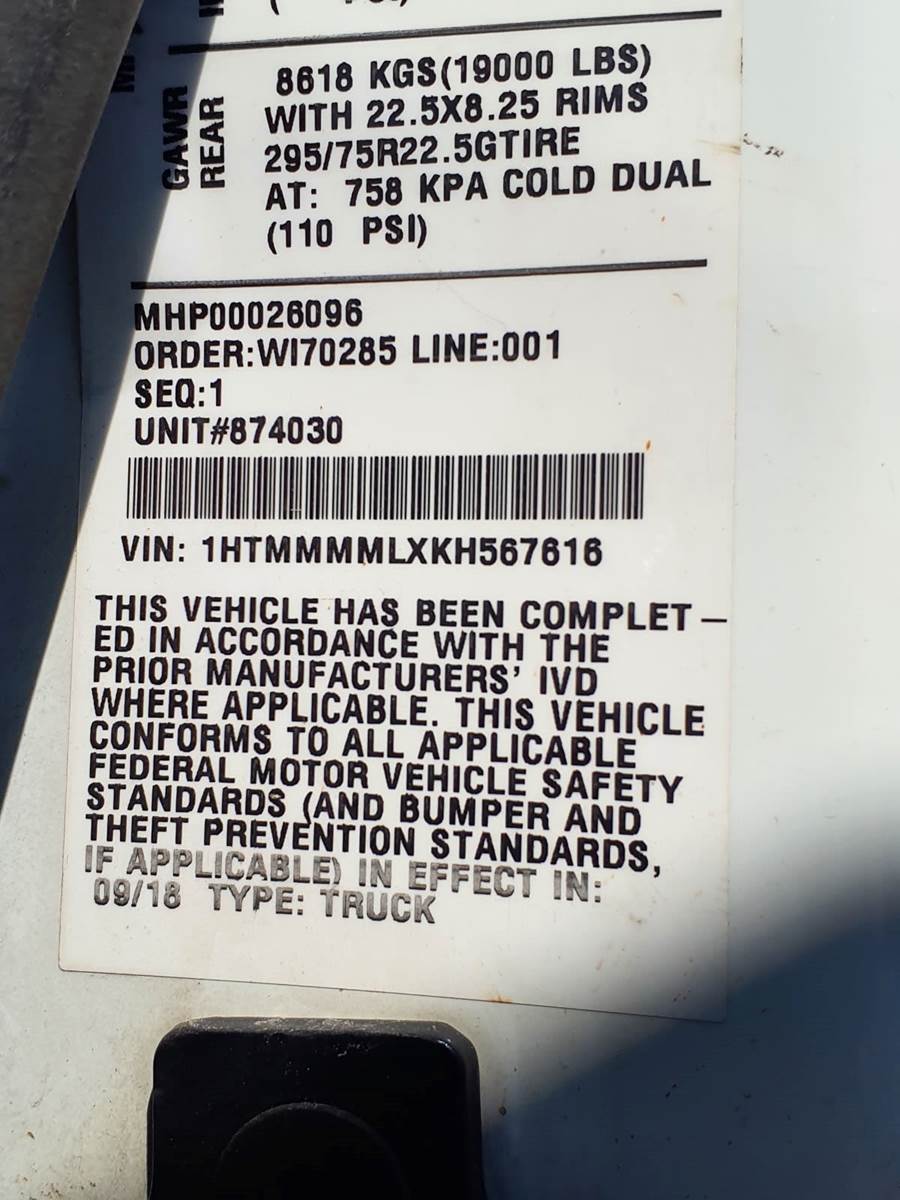 GAWR
REAR
8618 KGS(19000 LBS)
WITH 22.5X8.25 RIMS
295/75R22.5GTIRE
AT: 758 KPA COLD DUAL
(110 PSI)
MHP00026096
ORDER:WI70285 LINE:001
SEQ:1
UNIT#874030
VIN: 1HTMMMMLXKH567616
THIS VEHICLE HAS BEEN COMPLET-
ED IN ACCORDANCE WITH THE
PRIOR MANUFACTURERS' IVD
WHERE APPLICABLE. THIS VEHICLE
CONFORMS TO ALL APPLICABLE
FEDERAL MOTOR VEHICLE SAFETY
STANDARDS (AND BUMPER AND
THEFT PREVENTION STANDARDS,
IF APPLICABLE) IN EFFECT IN:
09/18 TYPE: TRUCK